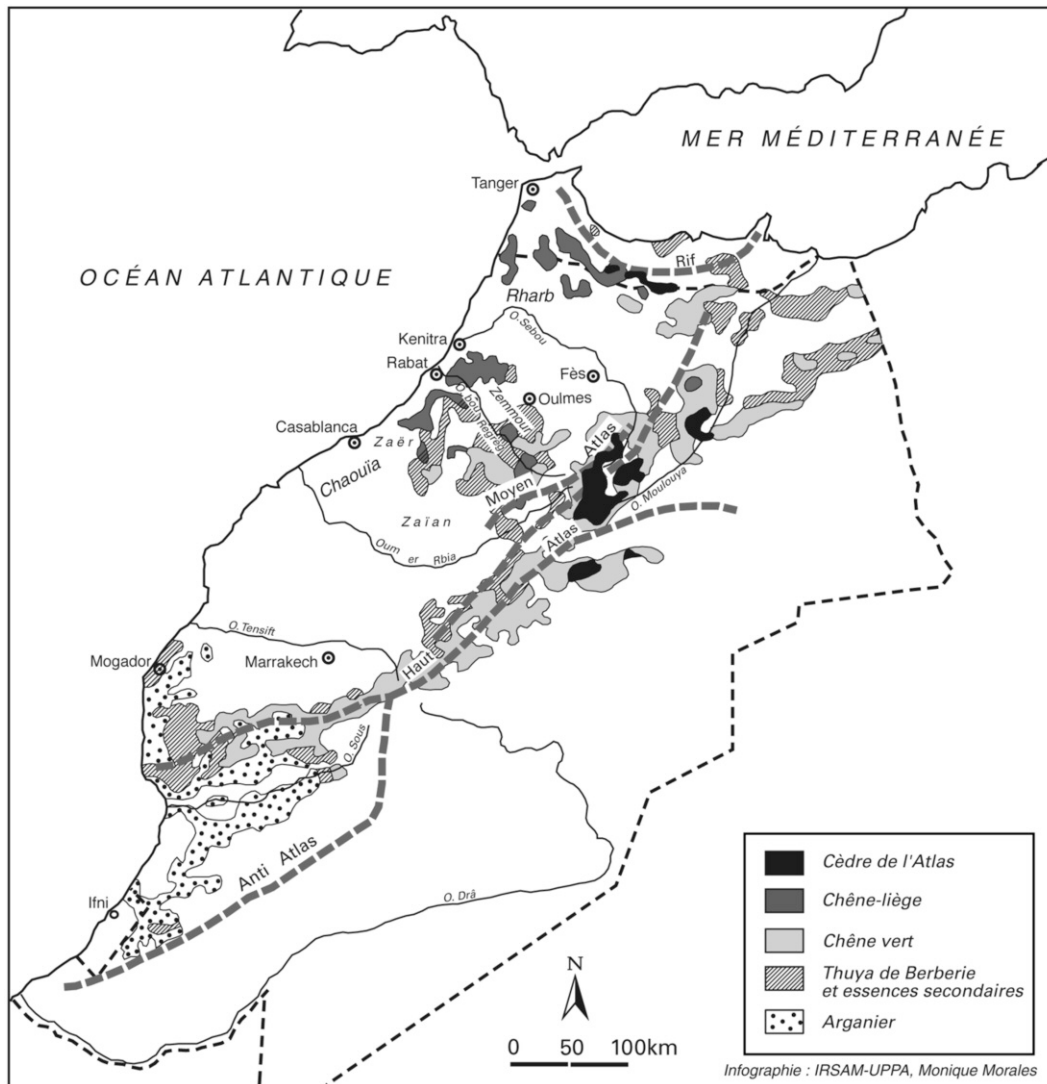 MER MÉDITERRANÉE
Tanger
OCÉAN ATLANTIQUE
Rif
Rharb
O. Sebou
Kenitra
Rabat
Fès
Oulmes
Zemmour
O. bou Regreg
Casablanca
Zaër
Chaouïa
Moyen
Atlas
O. Moulouya
Zaïan
Atlas
Oum er Rbia
O. Tensift
Mogador
Marrakech
Haut
O. Sous
Anti Atlas
Ifni
O. Drâ
Cèdre de l'Atlas
Chêne-liège
Chêne vert
Thuya de Berberie
et essences secondaires
Arganier
N
0 50 100km
Infographie : IRSAM-UPPA, Monique Morales